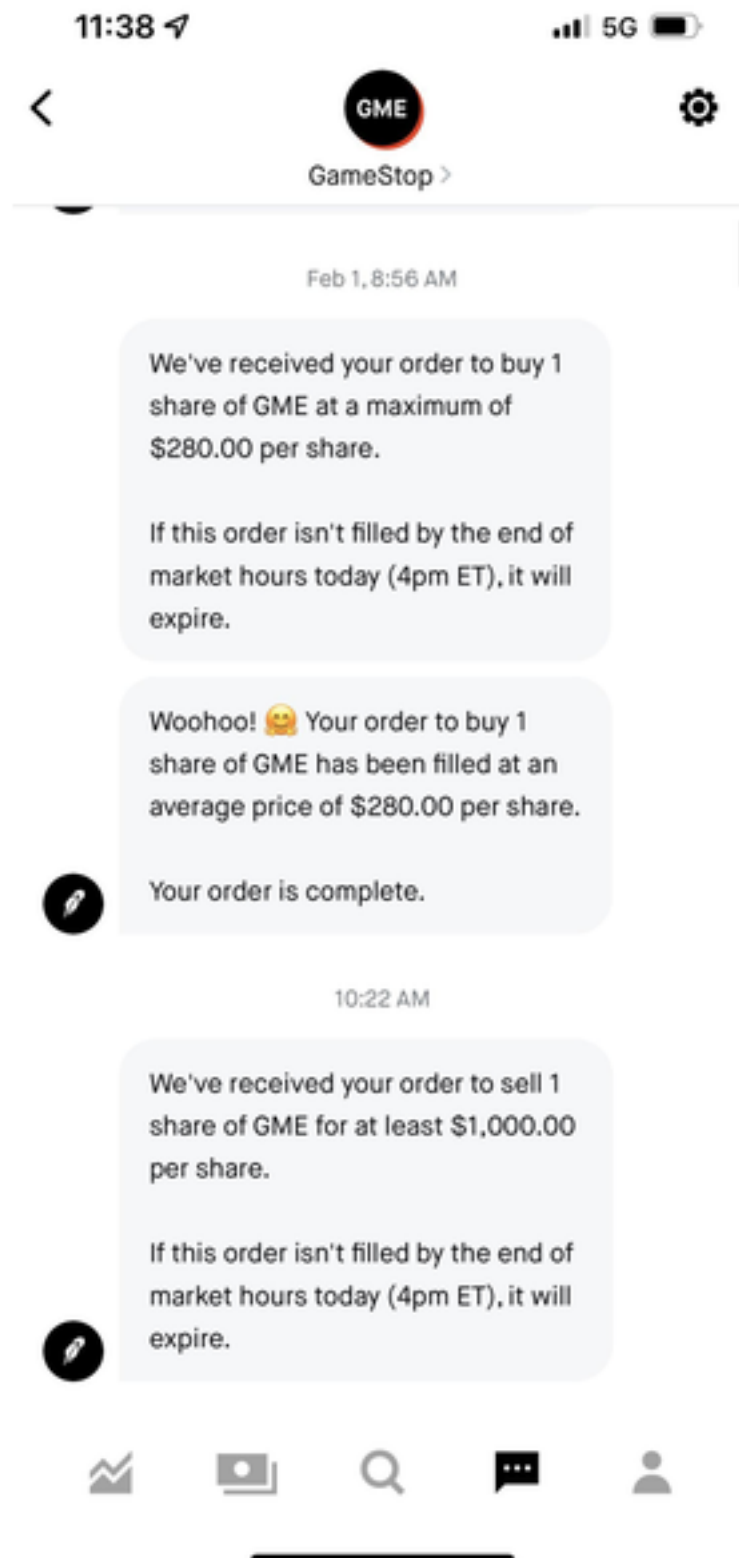 11:38
5G
GME
GameStop >
Feb 1, 8:56 AM
We've received your order to buy 1
share of GME at a maximum of
$280.00 per share.
If this order isn't filled by the end of
market hours today (4pm ET), it will
expire.
Woohoo! 🤗 Your order to buy 1
share of GME has been filled at an
average price of $280.00 per share.
Your order is complete.
10:22 AM
We've received your order to sell 1
share of GME for at least $1,000.00
per share.
If this order isn't filled by the end of
market hours today (4pm ET), it will
expire.